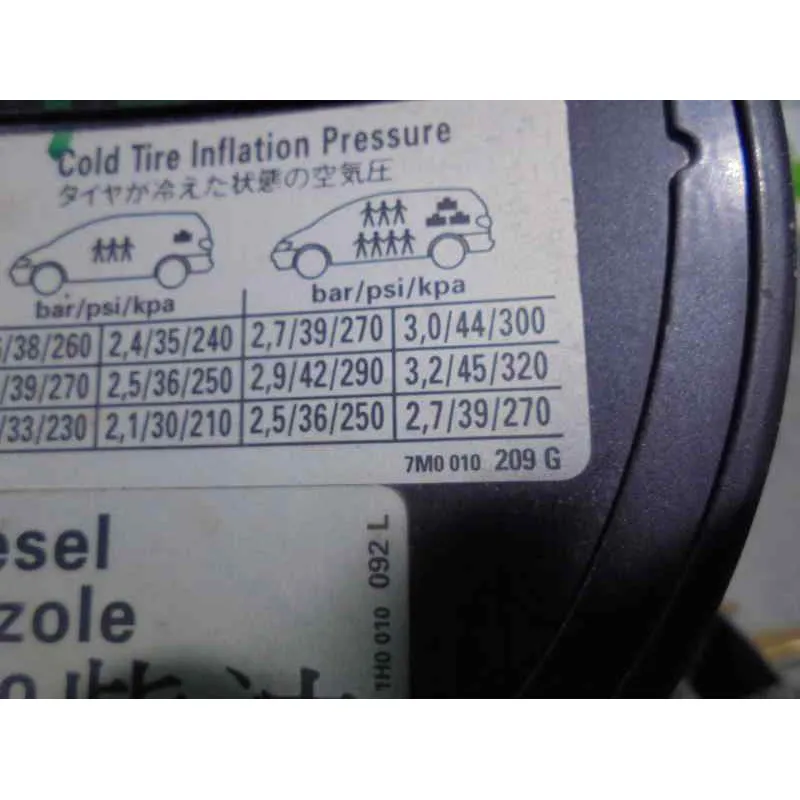 Cold Tire Inflation Pressure
タイヤが冷えた状態の空気圧
bar/psi/kpa bar/psi/kpa
/38/260 2,4/35/240 2,7/39/270 3,0/44/300
/39/270 2,5/36/250 2,9/42/290 3,2/45/320
/33/230 2,1/30/210 2,5/36/250 2,7/39/270
7M0 010 209 G
esel
zole
1H0 010 092 L